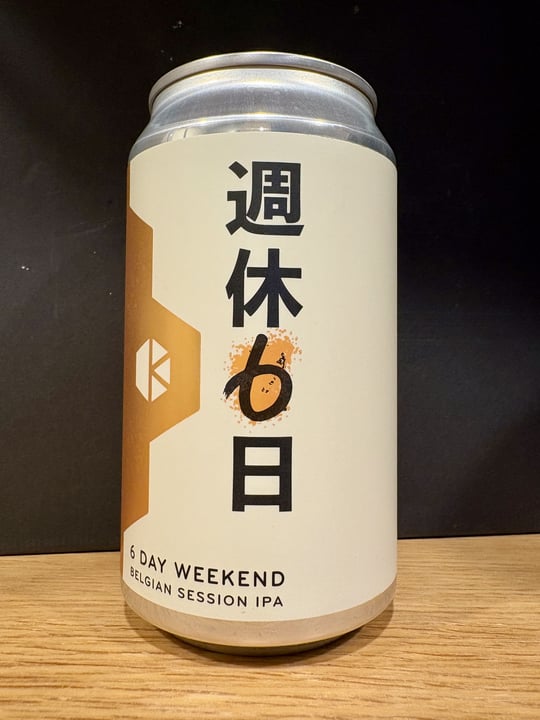 週休6日
6 DAY WEEKEND
BELGIAN SESSION IPA